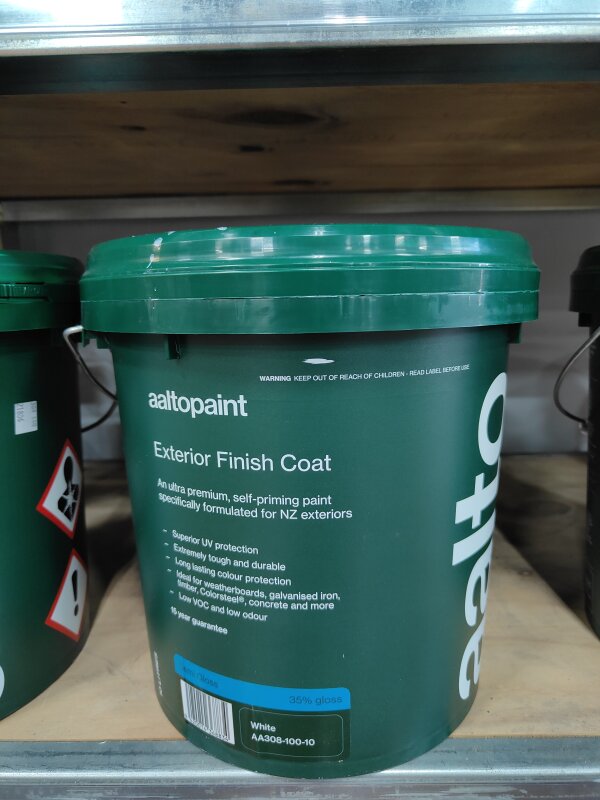 WARNING KEEP OUT OF REACH OF CHILDREN - READ LABEL BEFORE USE
aaltopaint
Exterior Finish Coat
An ultra premium, self-priming paint
specifically formulated for NZ exteriors
– Superior UV protection
– Extremely tough and durable
– Long lasting colour protection
– Ideal for weatherboards, galvanised iron,
timber, Colorsteel®, concrete and more
– Low VOC and low odour
15 year guarantee
Semi Gloss
35% gloss
White
AA308-100-10
aalto